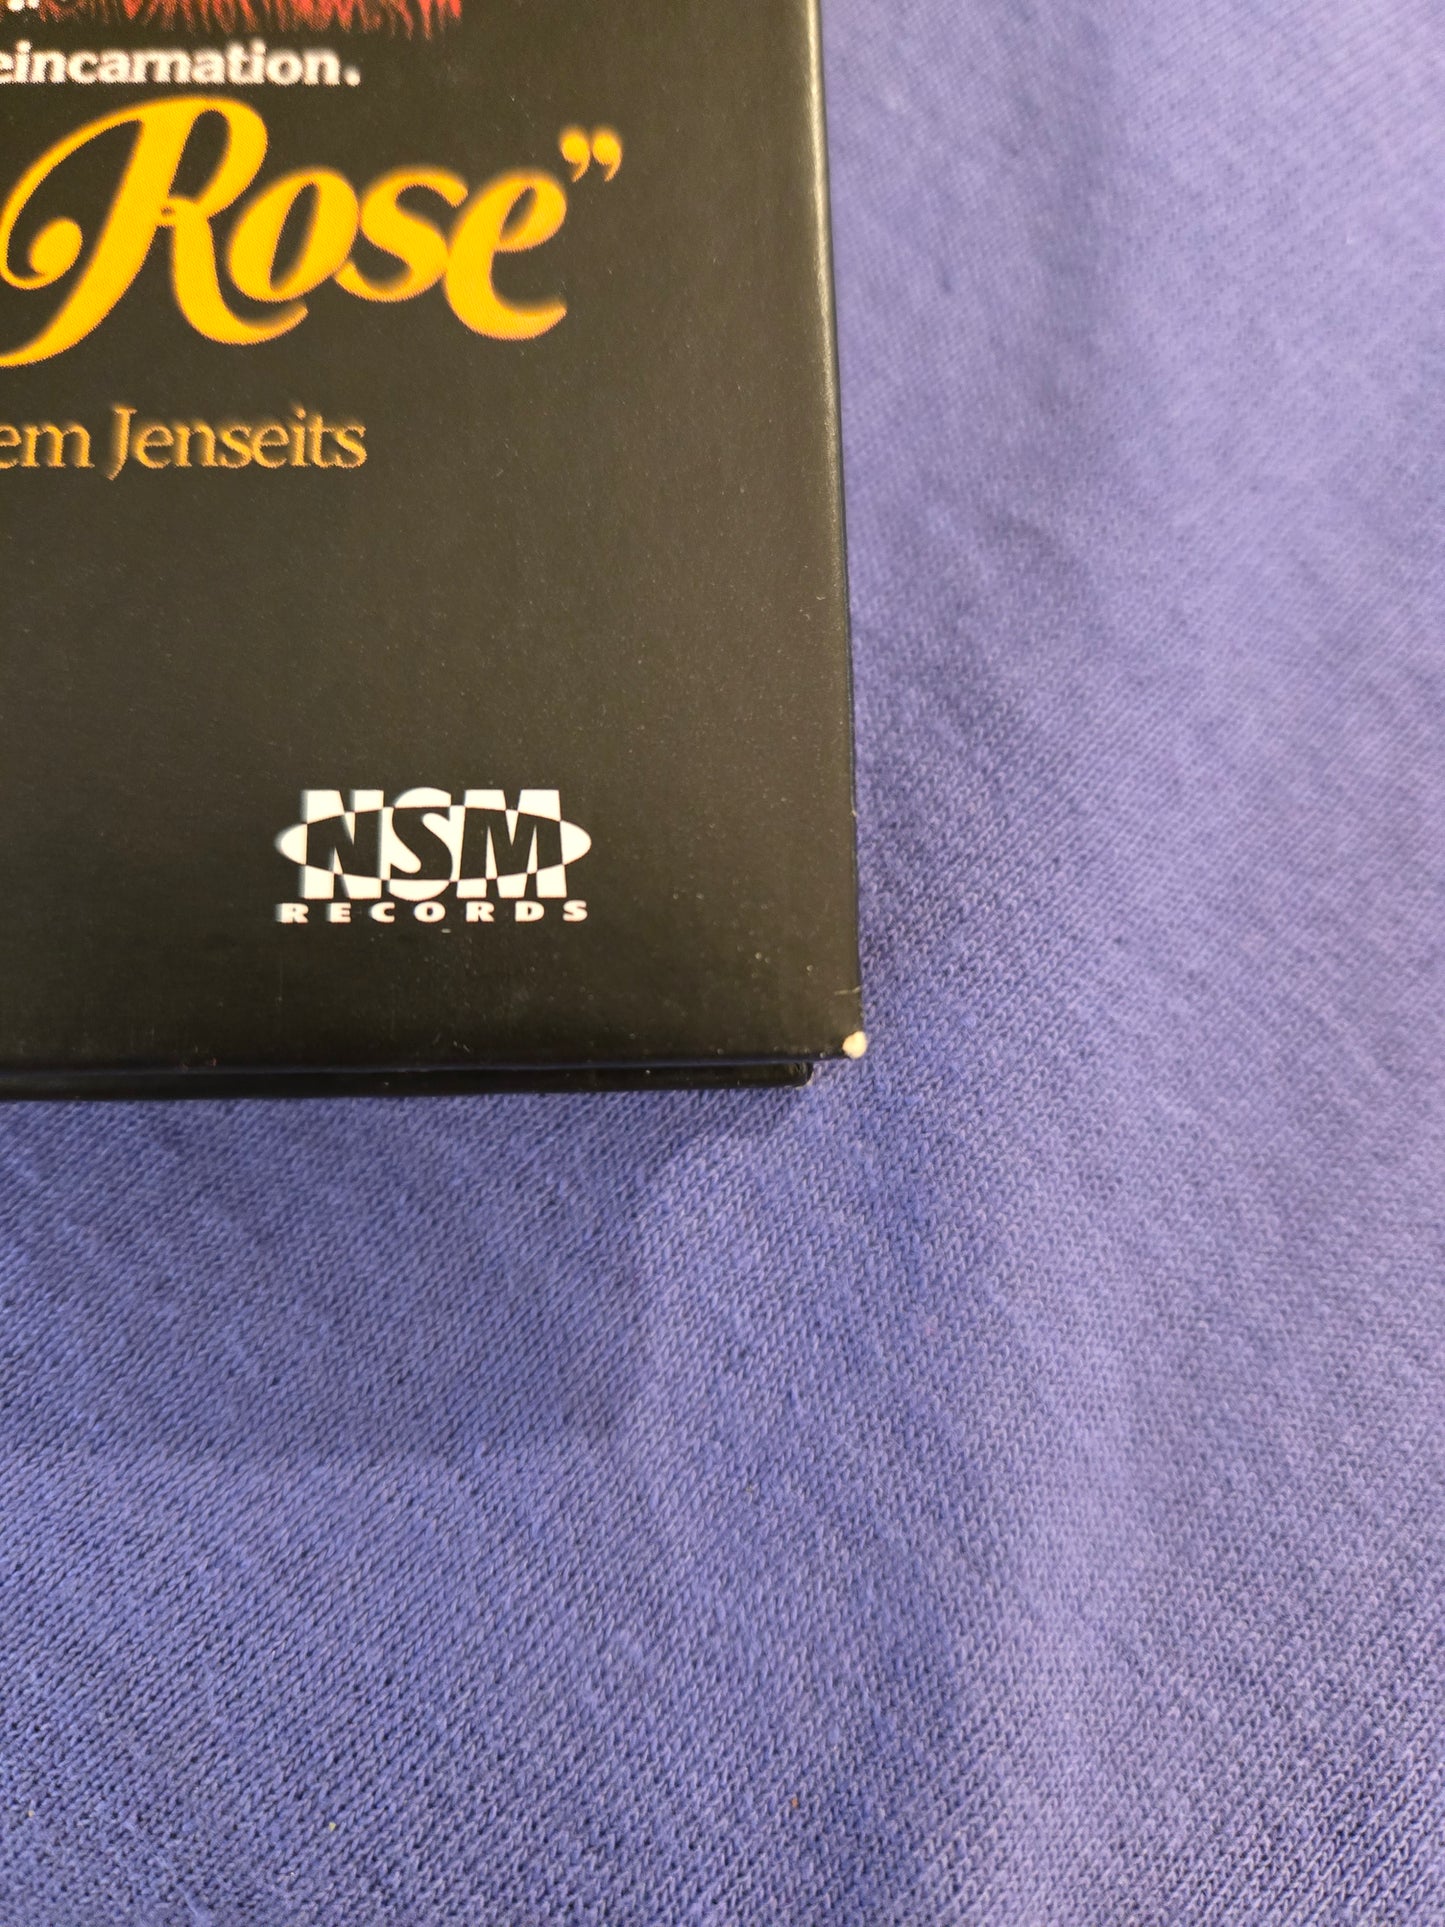 eincarnation.
Rose”
em Jenseits
NSM
RECORDS